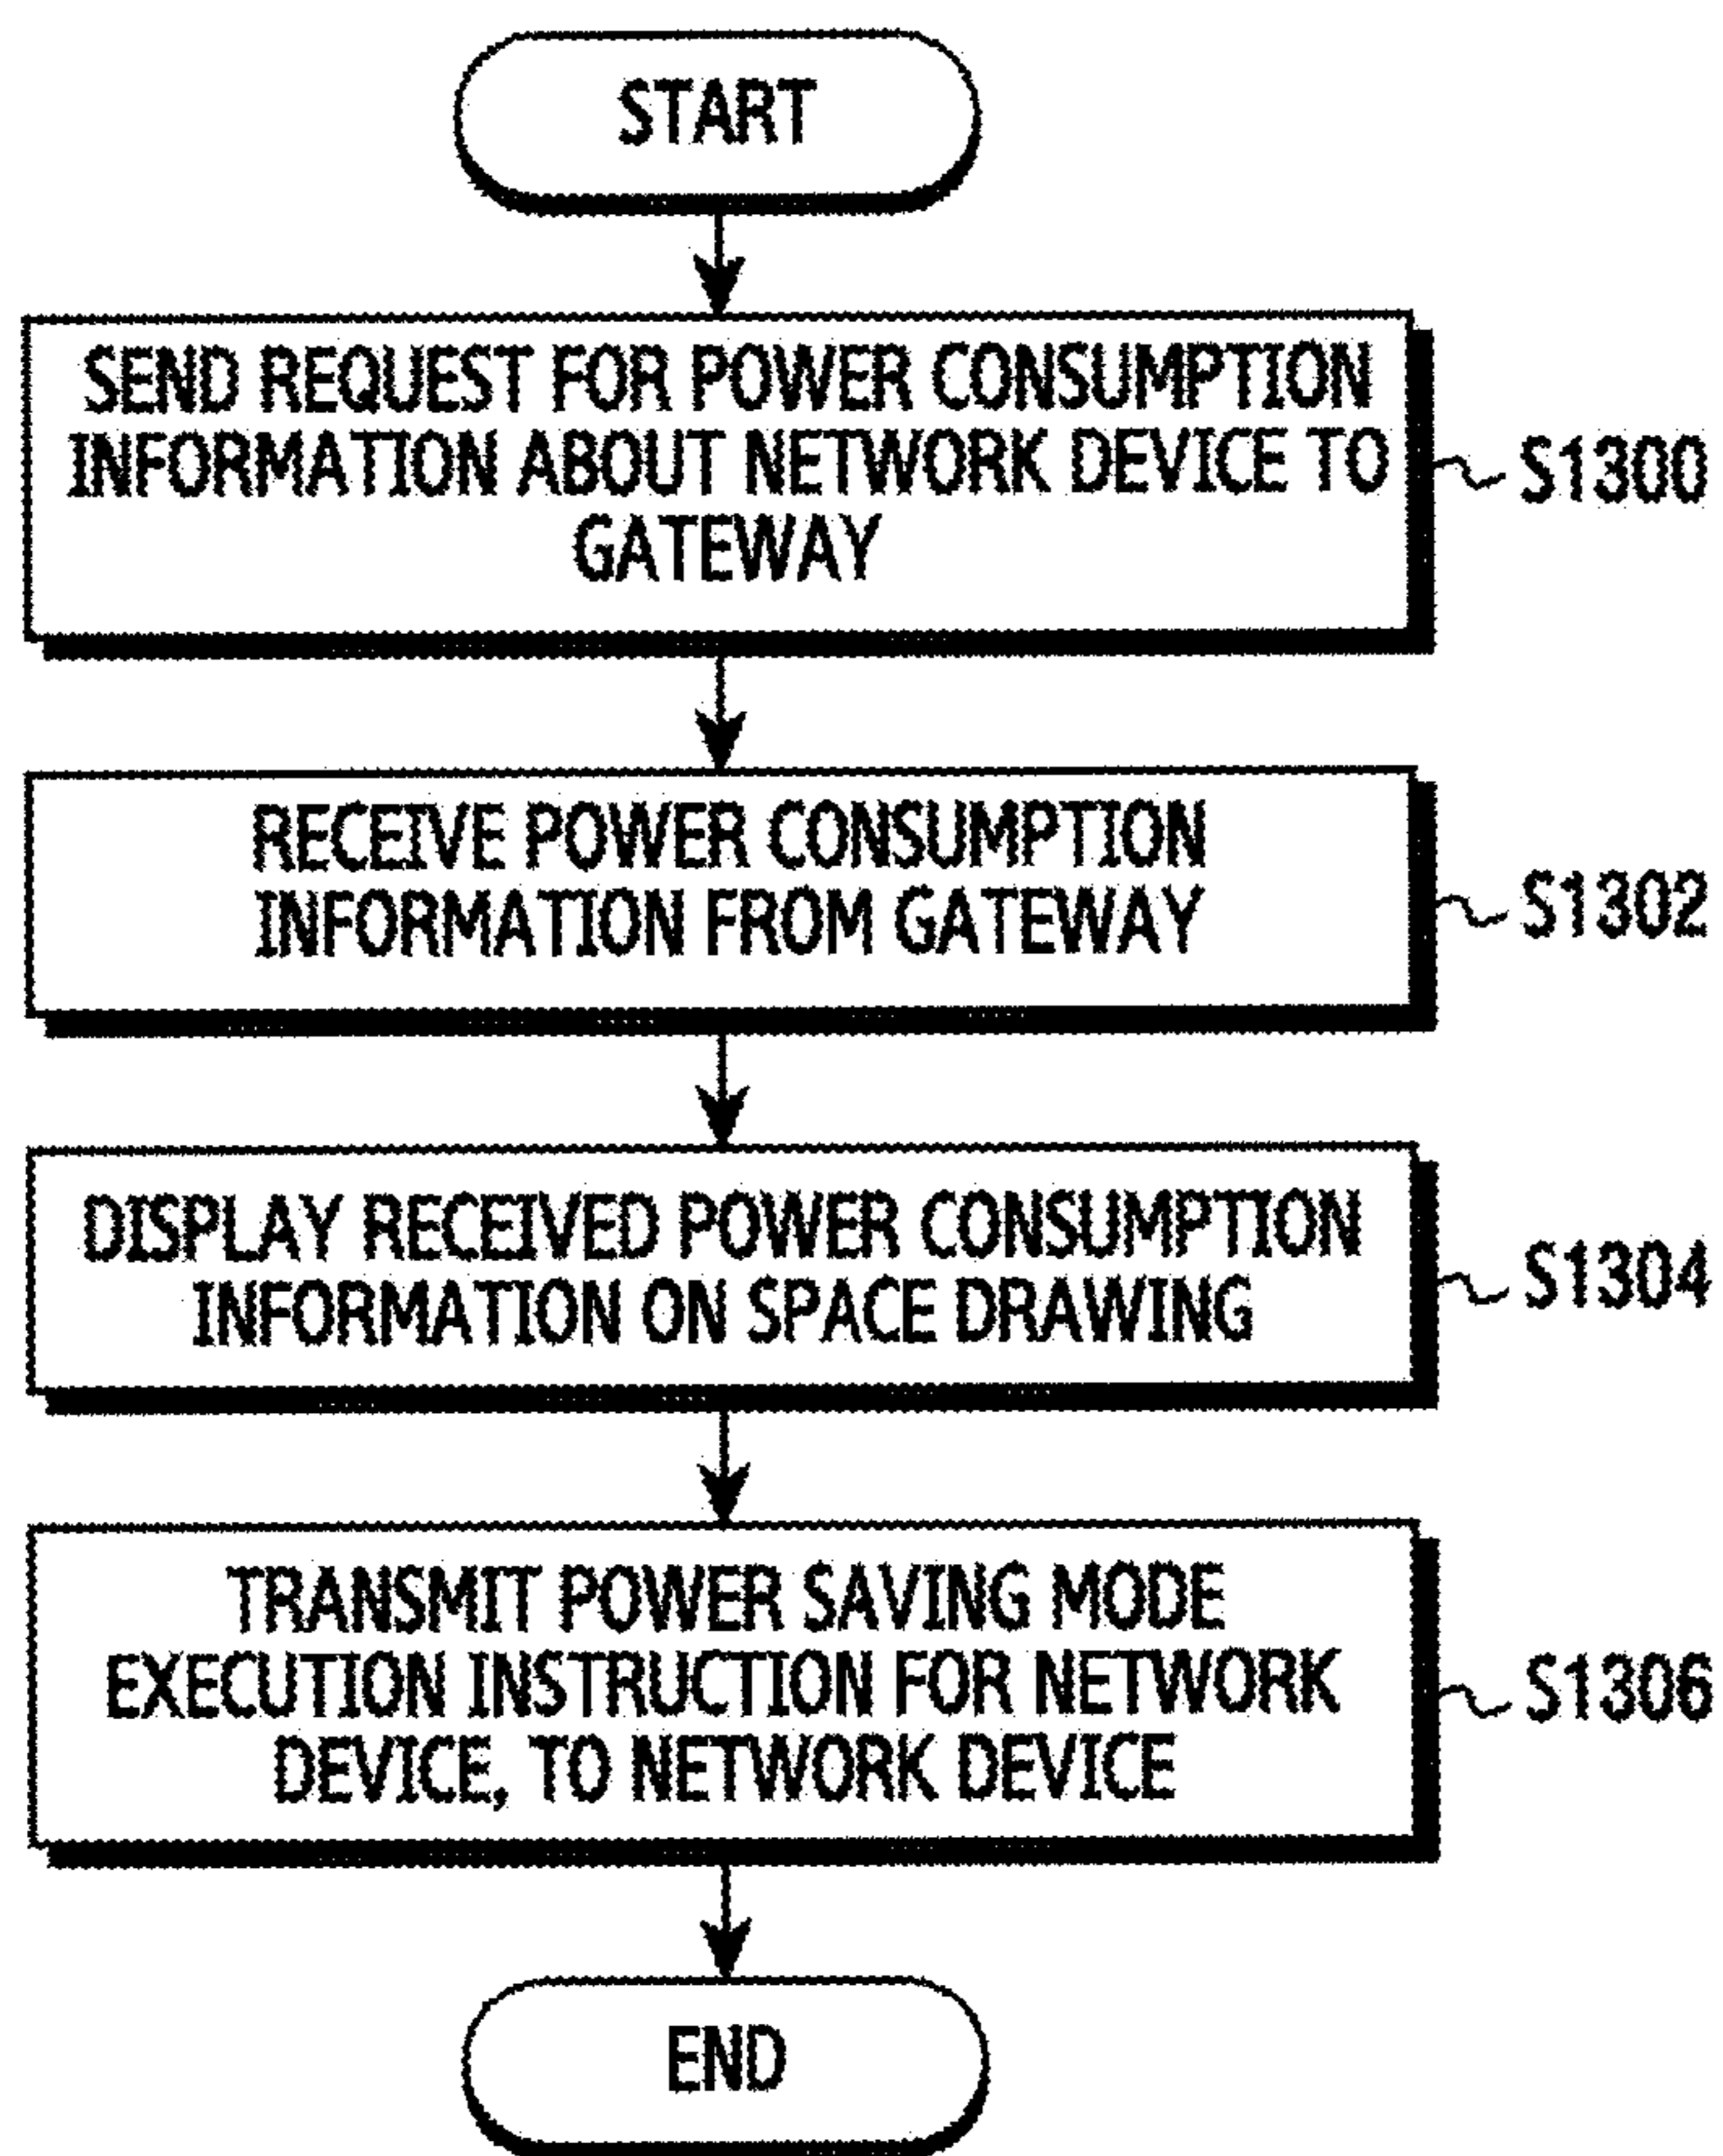 START
SEND REQUEST FOR POWER CONSUMPTION
INFORMATION ABOUT NETWORK DEVICE TO
GATEWAY
S1300
RECEIVE POWER CONSUMPTION
INFORMATION FROM GATEWAY
S1302
DISPLAY RECEIVED POWER CONSUMPTION
INFORMATION ON SPACE DRAWING
S1304
TRANSMIT POWER SAVING MODE
EXECUTION INSTRUCTION FOR NETWORK
DEVICE, TO NETWORK DEVICE
S1306
END